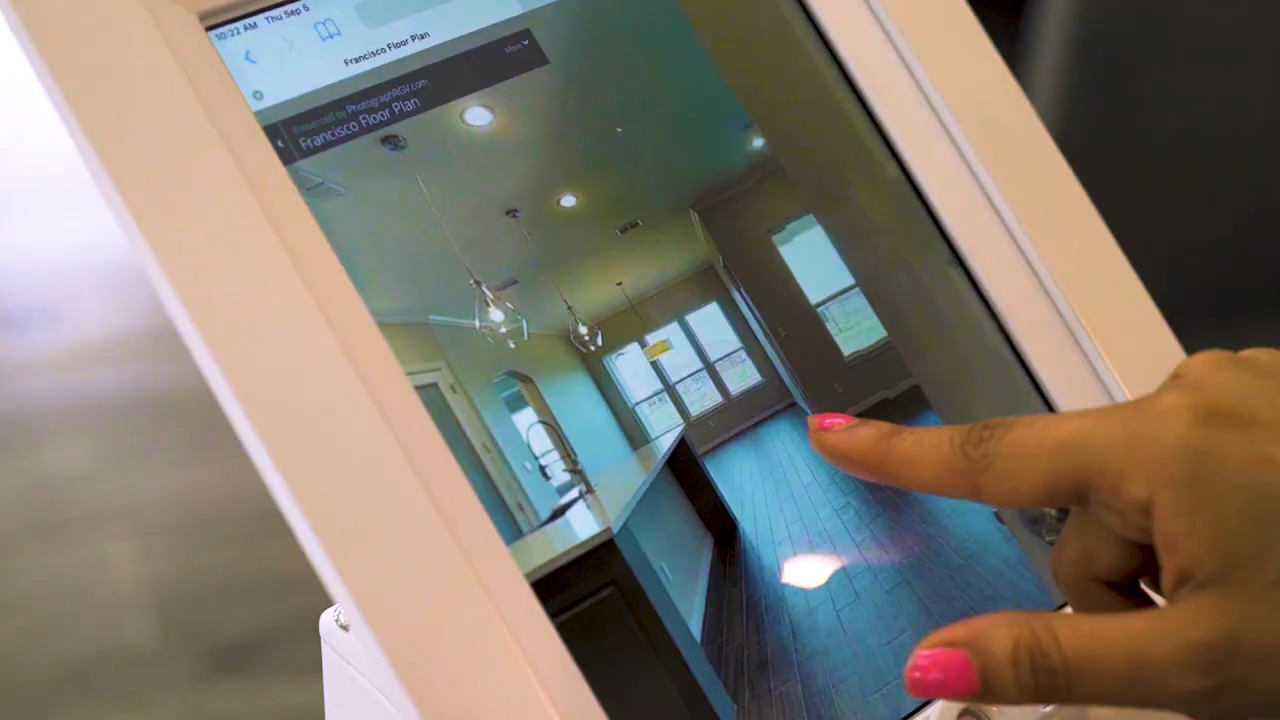 10:22 AM Thu Sep 5
Francisco Floor Plan
More
Presented by PhotographRGV.com
Francisco Floor Plan